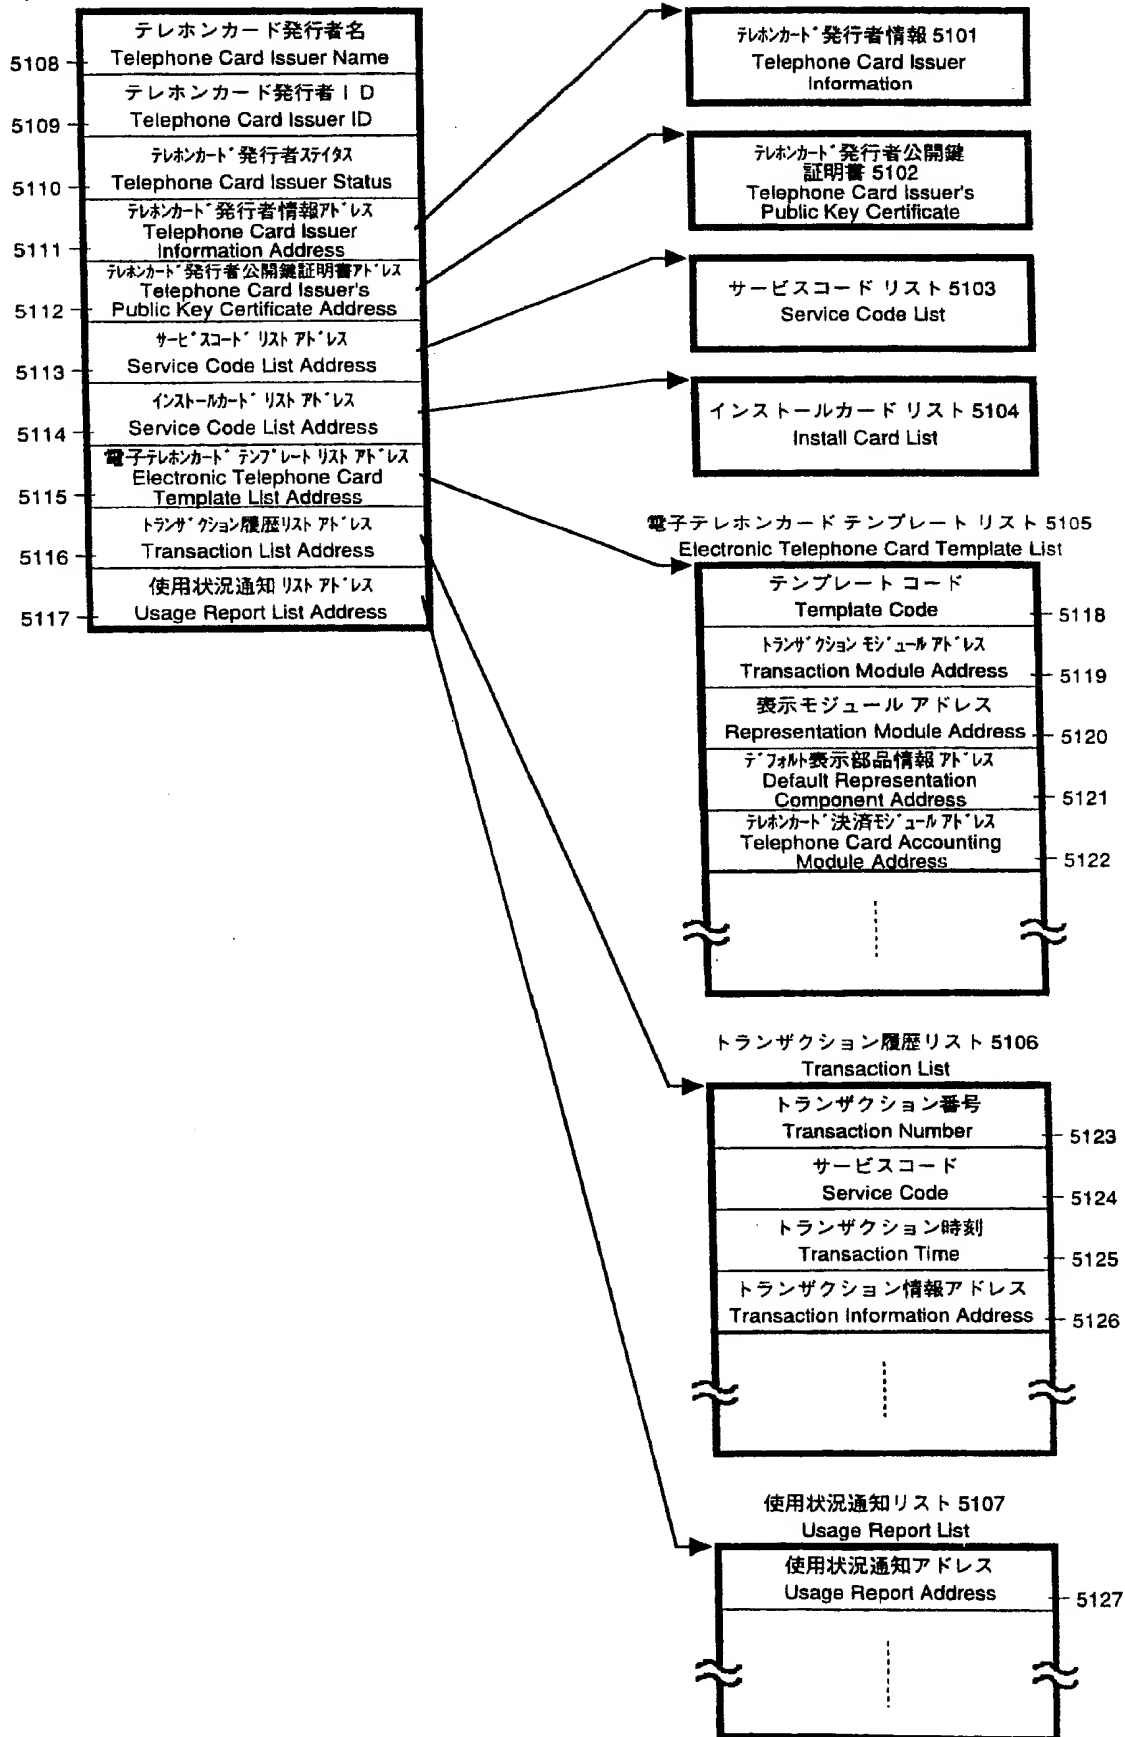 テレホンカード発行者名
Telephone Card Issuer Name
5108
テレホンカード発行者ID
Telephone Card Issuer ID
5109
ﾃﾚﾎﾝｶｰﾄﾞ発行者ｽﾃｲﾀｽ
Telephone Card Issuer Status
5110
ﾃﾚﾎﾝｶｰﾄﾞ発行者情報ｱﾄﾞﾚｽ
Telephone Card Issuer
Information Address
5111
ﾃﾚﾎﾝｶｰﾄﾞ発行者公開鍵証明書ｱﾄﾞﾚｽ
Telephone Card Issuer's
Public Key Certificate Address
5112
ｻｰﾋﾞｽｺｰﾄﾞ ﾘｽﾄ ｱﾄﾞﾚｽ
Service Code List Address
5113
ｲﾝｽﾄｰﾙｶｰﾄﾞ ﾘｽﾄ ｱﾄﾞﾚｽ
Service Code List Address
5114
電子ﾃﾚﾎﾝｶｰﾄﾞ ﾃﾝﾌﾟﾚｰﾄ ﾘｽﾄ ｱﾄﾞﾚｽ
Electronic Telephone Card
Template List Address
5115
ﾄﾗﾝｻﾞｸｼｮﾝ履歴ﾘｽﾄ ｱﾄﾞﾚｽ
Transaction List Address
5116
使用状況通知 ﾘｽﾄ ｱﾄﾞﾚｽ
Usage Report List Address
5117
ﾃﾚﾎﾝｶｰﾄﾞ発行者情報 5101
Telephone Card Issuer
Information
ﾃﾚﾎﾝｶｰﾄﾞ発行者公開鍵
証明書 5102
Telephone Card Issuer's
Public Key Certificate
サービスコード リスト 5103
Service Code List
インストールカード リスト 5104
Install Card List
電子テレホンカード テンプレート リスト 5105
Electronic Telephone Card Template List
テンプレート コード
Template Code
5118
ﾄﾗﾝｻﾞｸｼｮﾝ ﾓｼﾞｭｰﾙ ｱﾄﾞﾚｽ
Transaction Module Address
5119
表示モジュール アドレス
Representation Module Address
5120
ﾃﾞﾌｫﾙﾄ表示部品情報 ｱﾄﾞﾚｽ
Default Representation
Component Address
5121
ﾃﾚﾎﾝｶｰﾄﾞ決済ﾓｼﾞｭｰﾙ ｱﾄﾞﾚｽ
Telephone Card Accounting
Module Address
5122
トランザクション履歴リスト 5106
Transaction List
トランザクション番号
Transaction Number
5123
サービスコード
Service Code
5124
トランザクション時刻
Transaction Time
5125
トランザクション情報アドレス
Transaction Information Address
5126
使用状況通知リスト 5107
Usage Report List
使用状況通知アドレス
Usage Report Address
5127